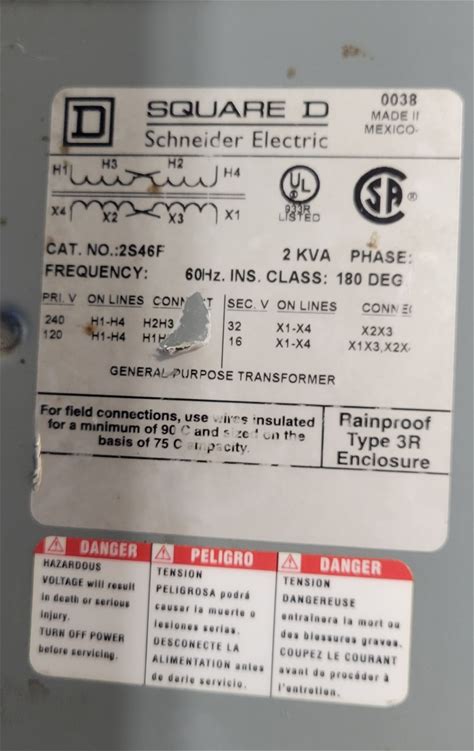 D SQUARE D
Schneider Electric
0038
MADE II
MEXICO-
H1 H3 H2 H4
X4 X2 X3 X1
UL
933R
LISTED
SA ®
CAT. NO.:2S46F 2 KVA PHASE:
FREQUENCY: 60Hz. INS. CLASS: 180 DEG
PRI. V ON LINES SEC. V ON LINES
240 H1-H4 H2H3 32 X1-X4 X2X3
120 H1-H4 16 X1-X4 X1X3,X2X
GENERAL PURPOSE TRANSFORMER
For field connections, use wires insulated
for a minimum of 90 C and sized on the
basis of 75 C ampacity.
Rainproof
Type 3R
Enclosure
DANGER
HAZARDOUS
VOLTAGE will result
in death or serious
injury.
TURN OFF POWER
before servicing.
PELIGRO
TENSION
PELIGROSA podrá
causar la muerte o
lesiones serias.
DESCONECTE LA
ALIMENTACION antes
de darle servicio.
DANGER
TENSION
DANGEREUSE
entraînera la mort ou
des blessures graves.
COUPEZ LE COURANT
avant de procéder à
l'entretien.